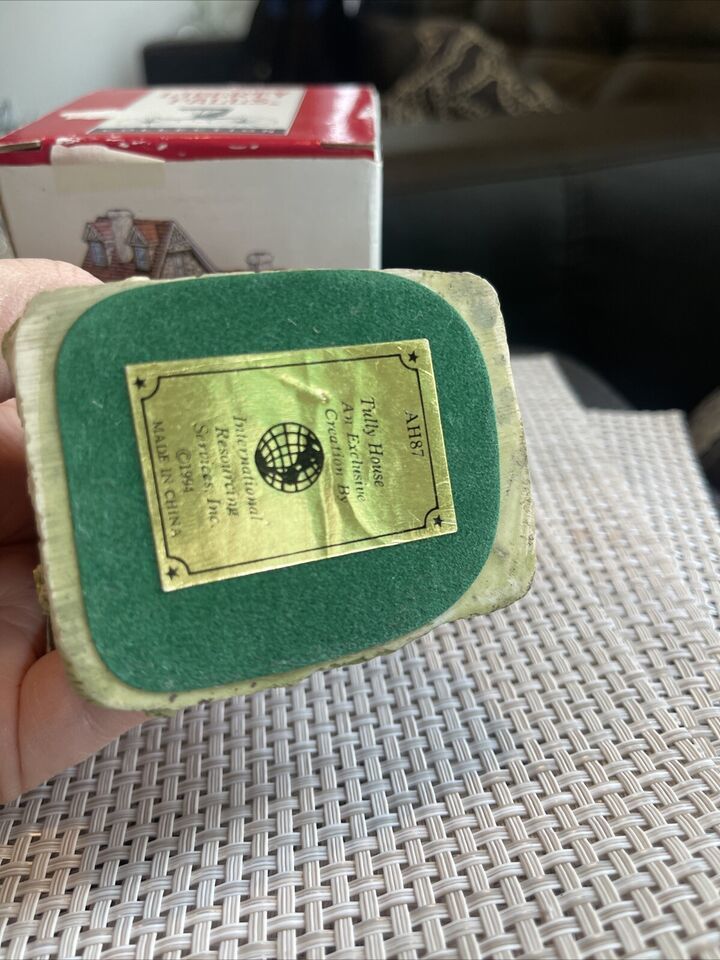 AH87
Tully House
An Exclusive
Creation By
International
Resourcing
Services Inc.
©1994
MADE IN CHINA